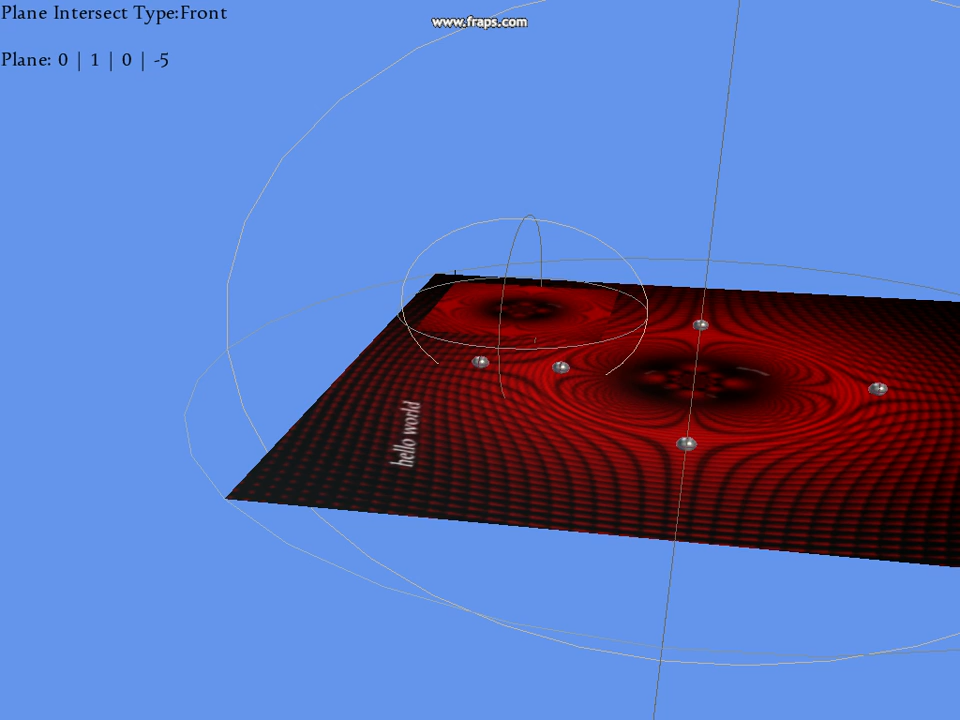 Plane Intersect Type:Front
www.fraps.com
Plane: 0 | 1 | 0 | -5
hello world